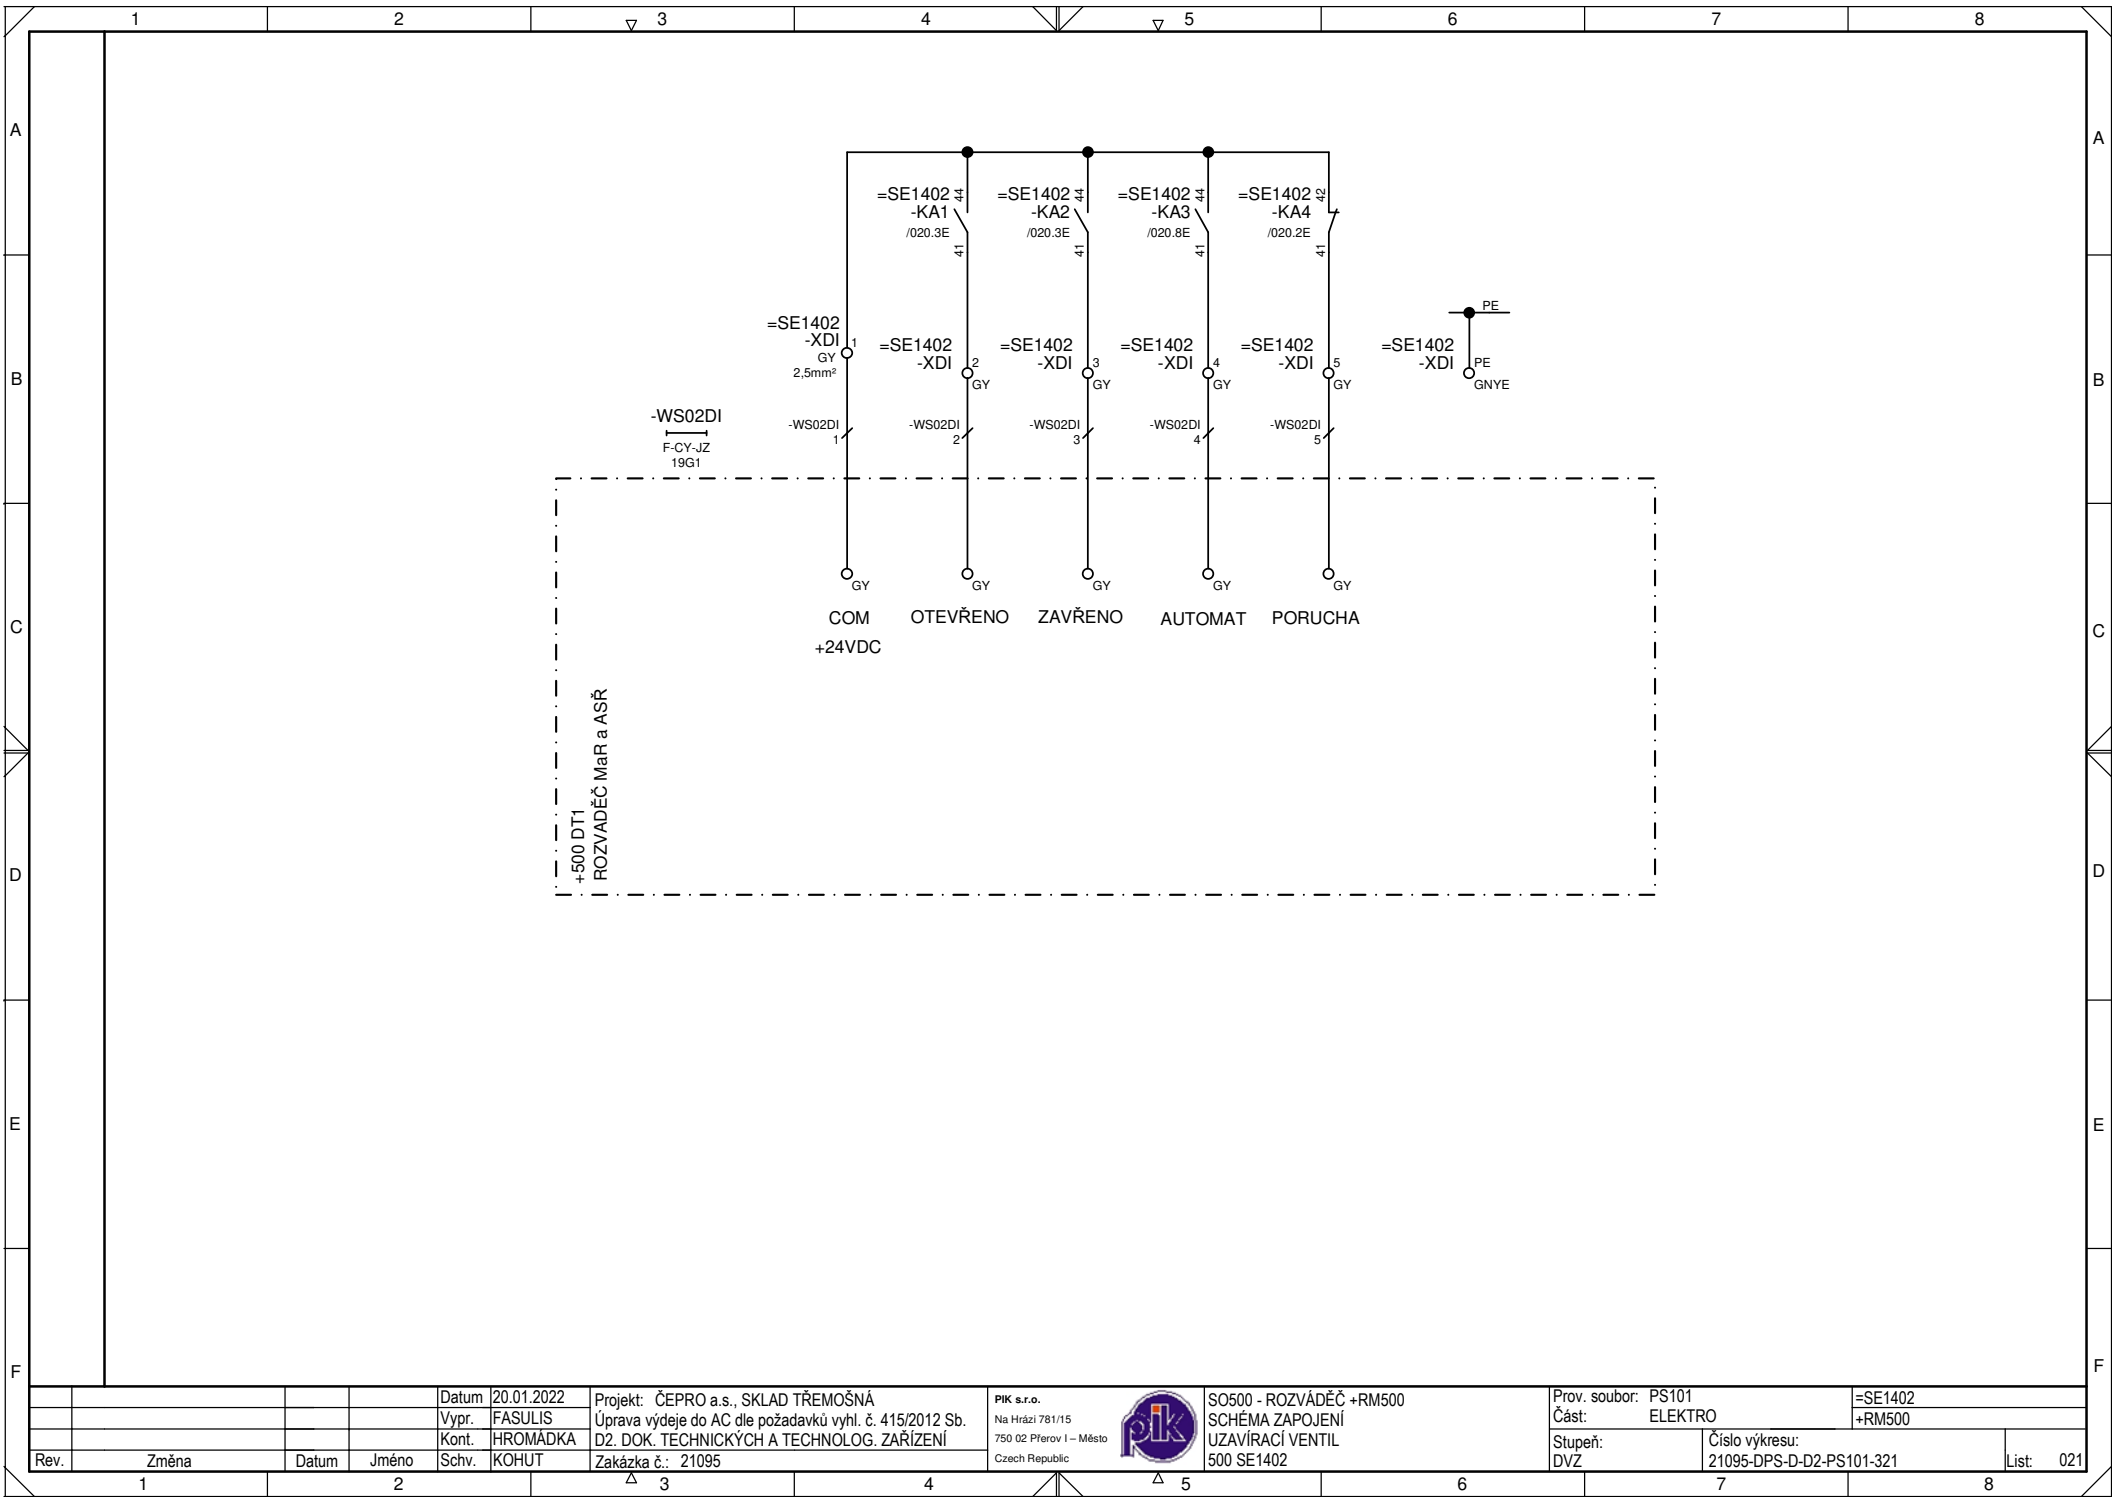 1 2 3 4 5 6 7 8
A A
=SE1402 44 =SE1402 44 =SE1402 44 =SE1402 42
-KA1 -KA2 -KA3 -KA4
/020.3E /020.3E /020.8E /020.2E
41 41 41 41
PE
=SE1402
-XDI 1
GY
2,5mm²
=SE1402 =SE1402 =SE1402 =SE1402 =SE1402
-XDI 2 -XDI 3 -XDI 4 -XDI 5 -XDI PE
GY GY GY GY GNYE
B B
-WS02DI
F-CY-JZ
19G1
-WS02DI -WS02DI -WS02DI -WS02DI -WS02DI
1 2 3 4 5
GY GY GY GY GY
COM OTEVŘENO ZAVŘENO AUTOMAT PORUCHA
+24VDC
C C
+500 DT1
ROZVADĚČ MaR a ASŘ
D D
E E
F F
Rev. Změna Datum Jméno
Datum 20.01.2022
Vypr. FASULIS
Kont. HROMÁDKA
Schv. KOHUT
Projekt: ČEPRO a.s., SKLAD TŘEMOŠNÁ
Úprava výdeje do AC dle požadavků vyhl. č. 415/2012 Sb.
D2. DOK. TECHNICKÝCH A TECHNOLOG. ZAŘÍZENÍ
Zakázka č.: 21095
PIK s.r.o.
Na Hrázi 781/15
750 02 Přerov I – Město
Czech Republic
pik
SO500 - ROZVÁDĚČ +RM500
SCHÉMA ZAPOJENÍ
UZAVÍRACÍ VENTIL
500 SE1402
Prov. soubor: PS101
Část: ELEKTRO
=SE1402
+RM500
Stupeň:
DVZ
Číslo výkresu:
21095-DPS-D-D2-PS101-321
List: 021
1 2 3 4 5 6 7 8